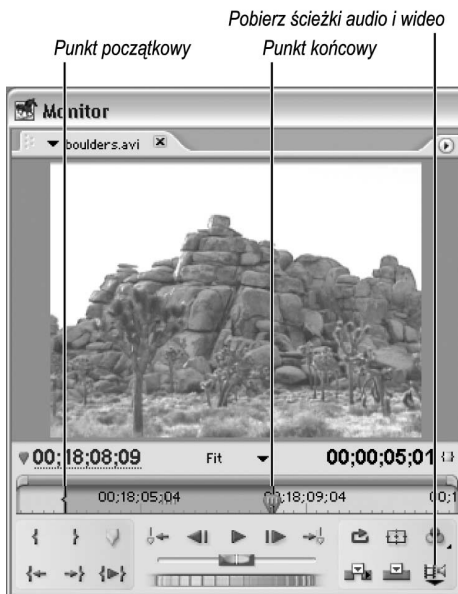 Pobierz ścieżki audio i wideo
Punkt początkowy
Punkt końcowy
Monitor
boulders.avi
00;18;08;09
Fit
00;00;05;01
00;18;05;04
00;18;09;04